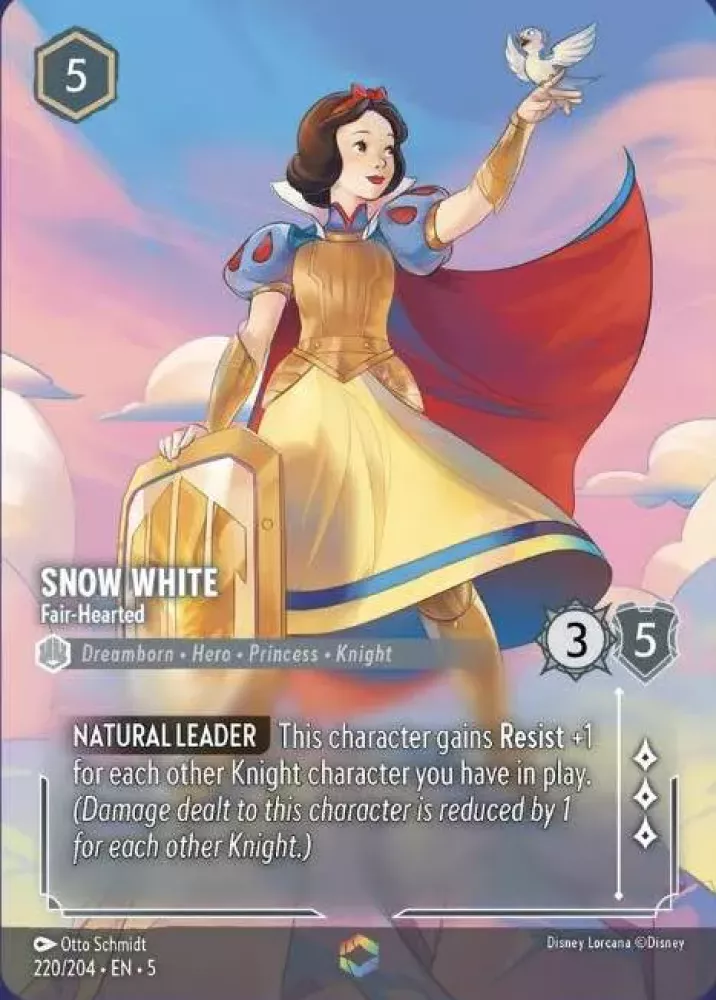 5
SNOW WHITE
Fair-Hearted
Dreamborn • Hero • Princess • Knight
3
5
NATURAL LEADER This character gains Resist +1
for each other Knight character you have in play.
(Damage dealt to this character is reduced by 1
for each other Knight.)
Otto Schmidt
Disney Lorcana ©Disney
220/204 • EN • 5